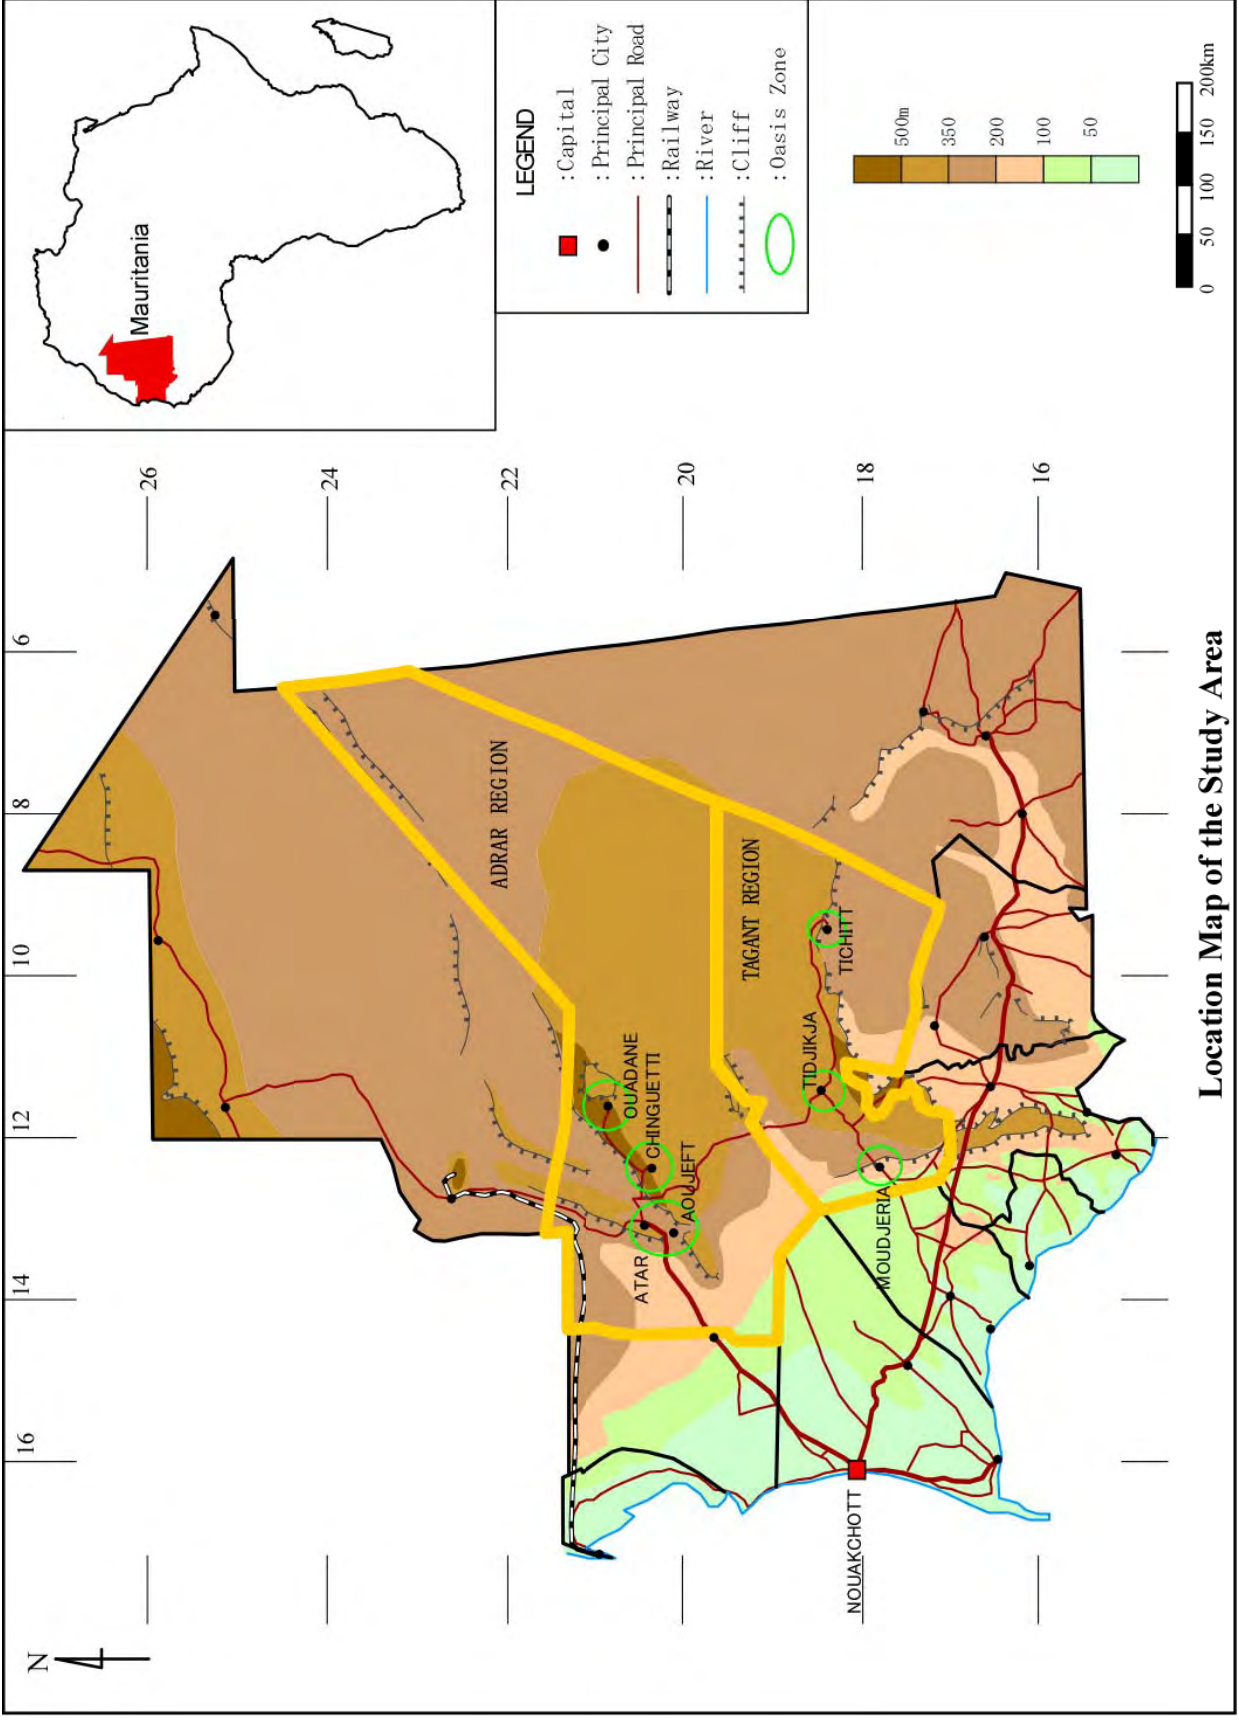 N
16
14
12
10
8
6
26
24
22
20
18
16
Mauritania
LEGEND
:Capital
:Principal City
:Principal Road
:Railway
:River
:Cliff
:Oasis Zone
500m
350
200
100
50
0 50 100 150 200km
ADRAR REGION
OUADANE
CHINGUETTI
ATAR
AOUJEFT
TAGANT REGION
TIDJIKJA
TICHITT
MOUDJERIA
NOUAKCHOTT
Location Map of the Study Area